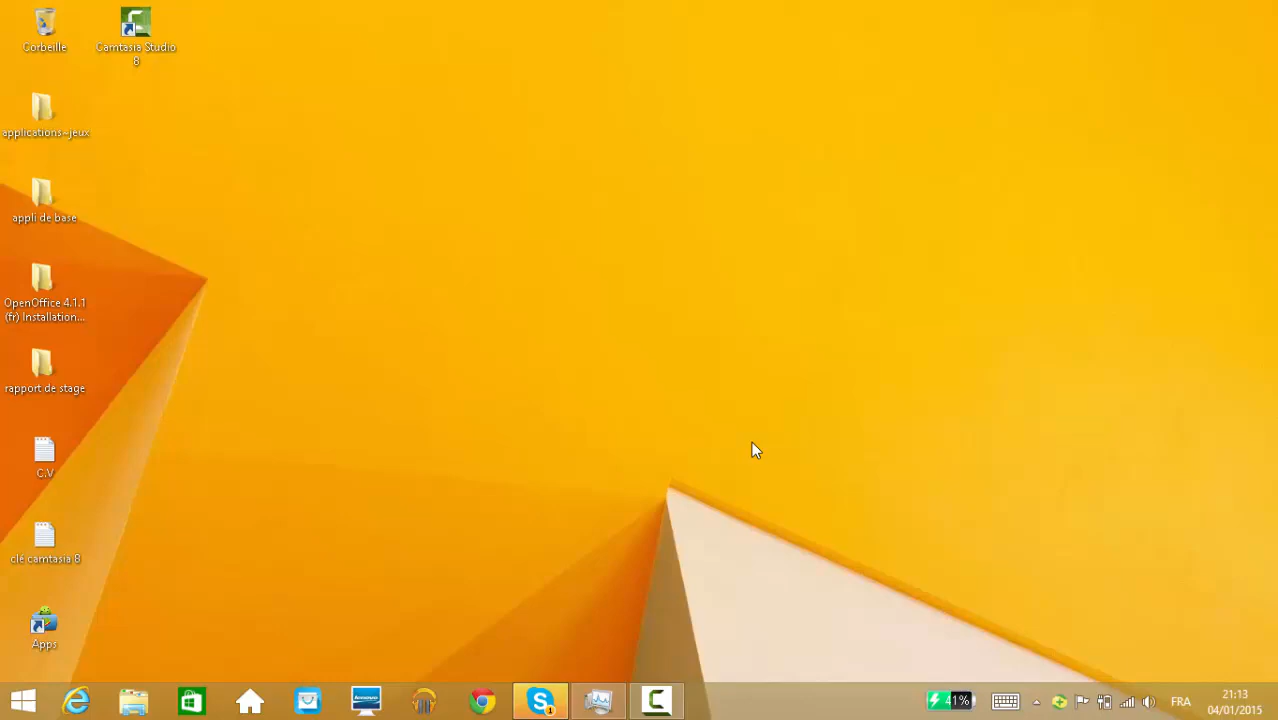 Corbeille
Camtasia Studio
8
applications~jeux
appli de base
OpenOffice 4.1.1
(fr) Installation...
rapport de stage
C.V
clé camtasia 8
Apps
1
41%
FRA
21:13
04/01/2015